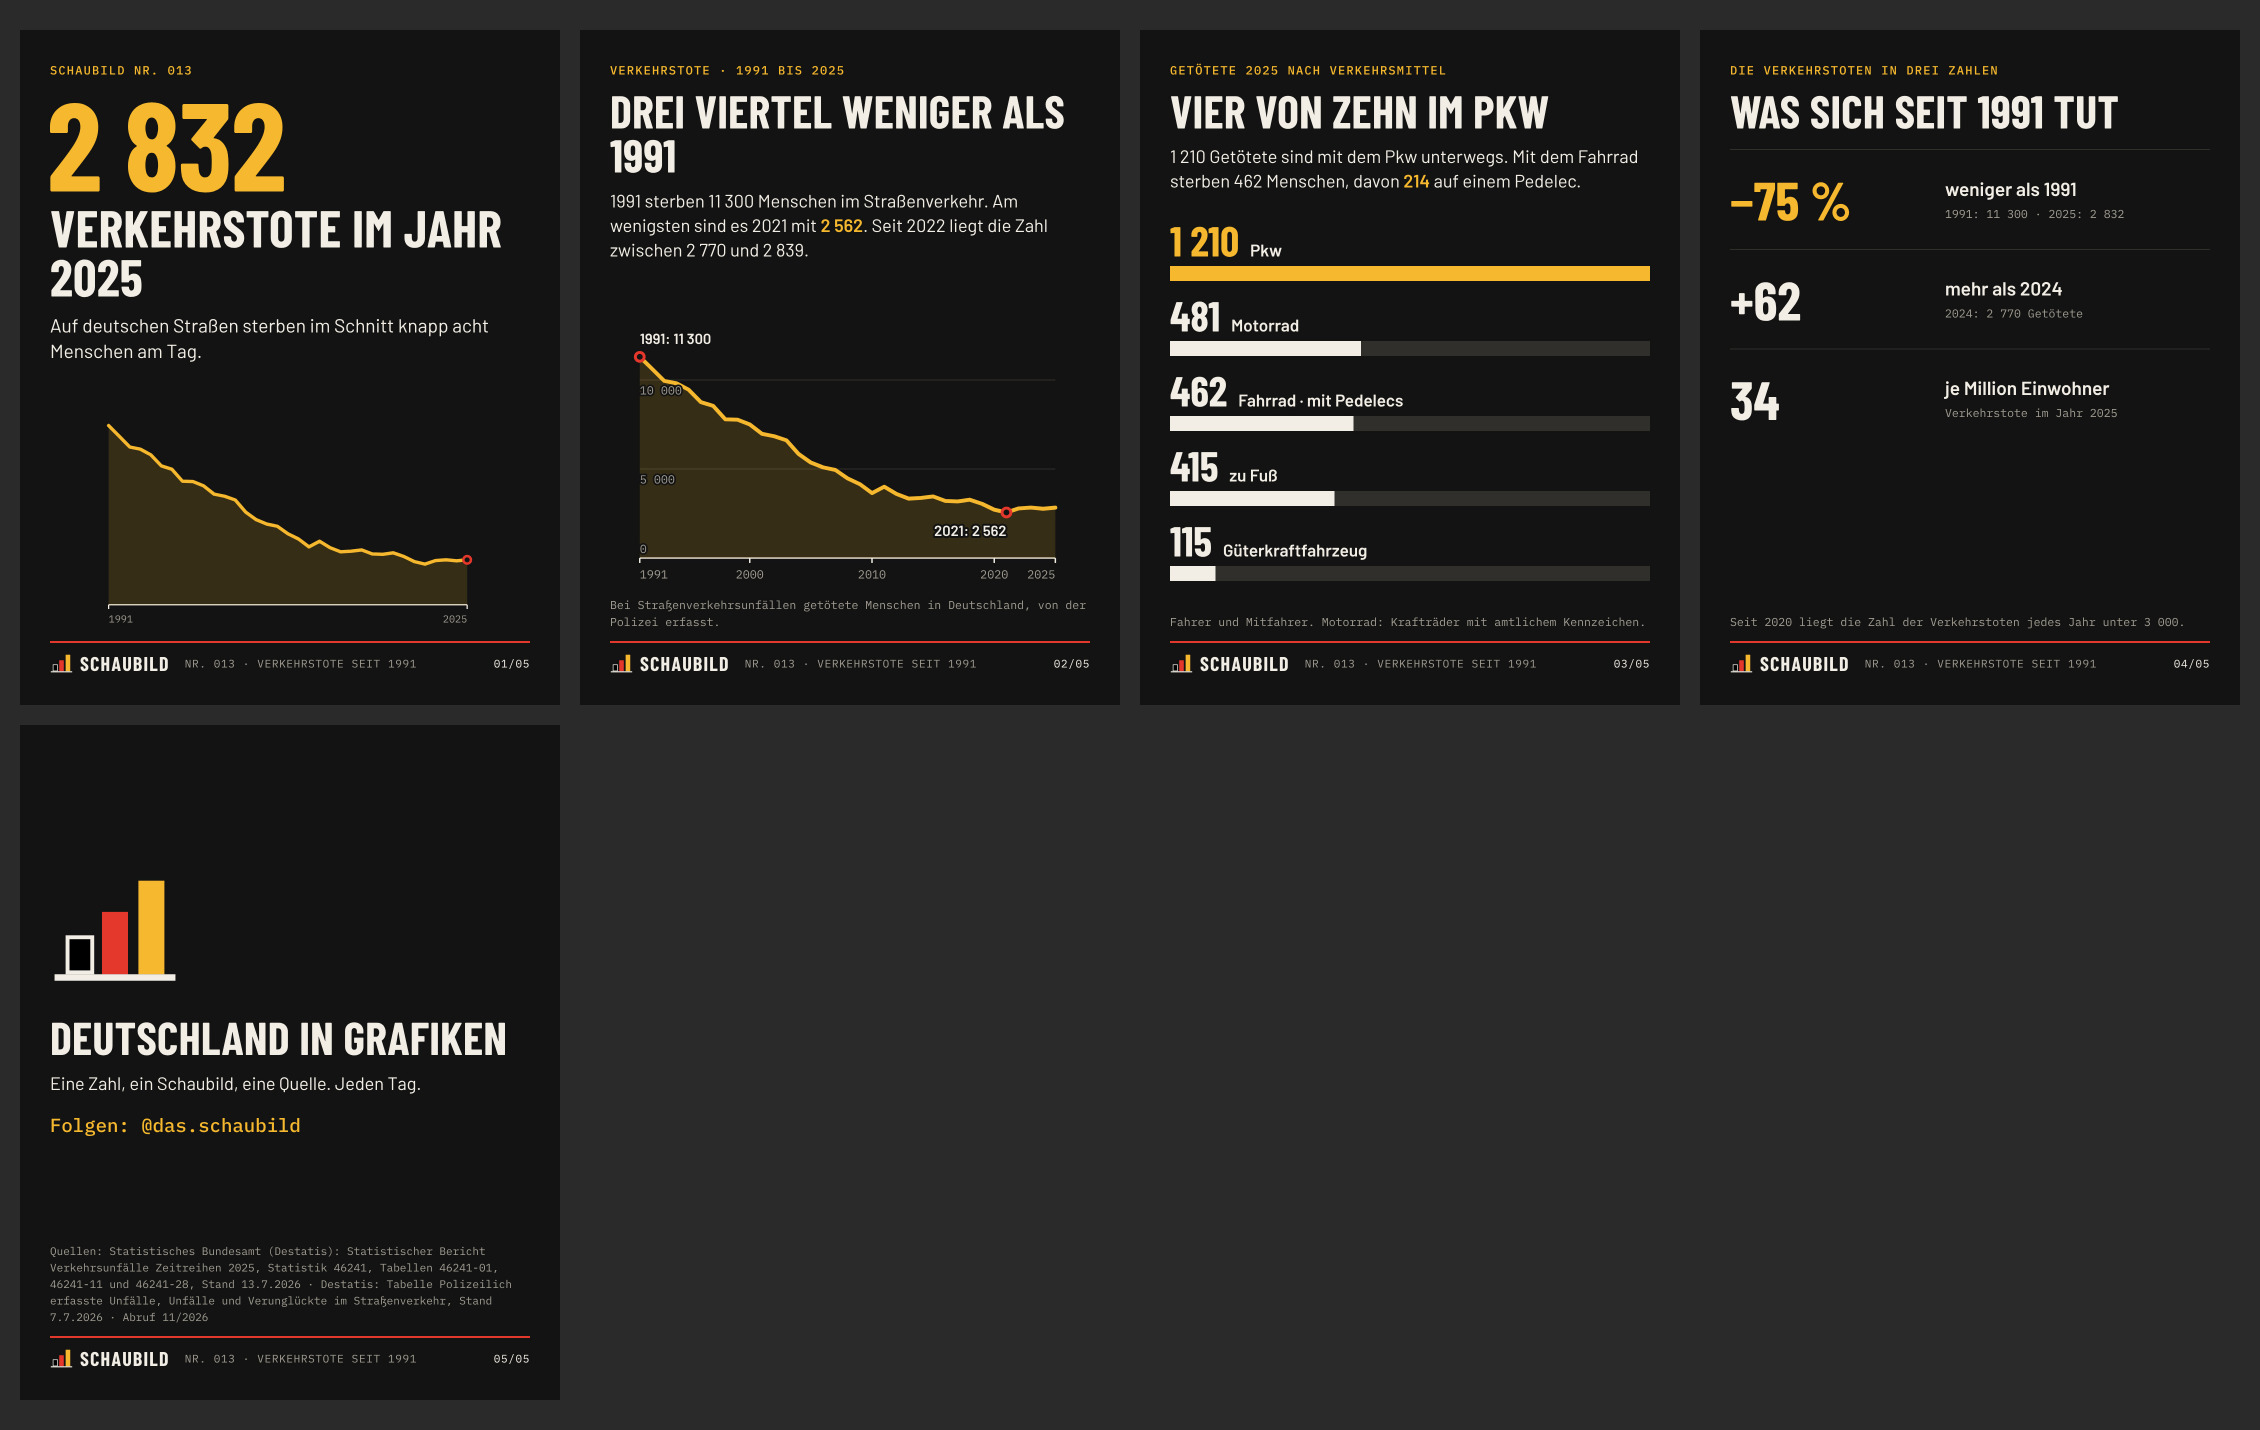 SCHAUBILD NR. 013
2 832
VERKEHRSTOTE IM JAHR
2025
Auf deutschen Straßen sterben im Schnitt knapp acht
Menschen am Tag.
1991
2025
SCHAUBILD NR. 013 · VERKEHRSTOTE SEIT 1991 01/05
VERKEHRSTOTE · 1991 BIS 2025
DREI VIERTEL WENIGER ALS
1991
1991 sterben 11 300 Menschen im Straßenverkehr. Am
wenigsten sind es 2021 mit 2 562. Seit 2022 liegt die Zahl
zwischen 2 770 und 2 839.
1991: 11 300
10 000
5 000
2021: 2 562
0
1991 2000 2010 2020 2025
Bei Straßenverkehrsunfällen getötete Menschen in Deutschland, von der
Polizei erfasst.
SCHAUBILD NR. 013 · VERKEHRSTOTE SEIT 1991 02/05
GETÖTETE 2025 NACH VERKEHRSMITTEL
VIER VON ZEHN IM PKW
1 210 Getötete sind mit dem Pkw unterwegs. Mit dem Fahrrad
sterben 462 Menschen, davon 214 auf einem Pedelec.
1 210 Pkw
481 Motorrad
462 Fahrrad · mit Pedelecs
415 zu Fuß
115 Güterkraftfahrzeug
Fahrer und Mitfahrer. Motorrad: Krafträder mit amtlichem Kennzeichen.
SCHAUBILD NR. 013 · VERKEHRSTOTE SEIT 1991 03/05
DIE VERKEHRSTOTEN IN DREI ZAHLEN
WAS SICH SEIT 1991 TUT
−75 % weniger als 1991
1991: 11 300 · 2025: 2 832
+62 mehr als 2024
2024: 2 770 Getötete
34 je Million Einwohner
Verkehrstote im Jahr 2025
Seit 2020 liegt die Zahl der Verkehrstoten jedes Jahr unter 3 000.
SCHAUBILD NR. 013 · VERKEHRSTOTE SEIT 1991 04/05
DEUTSCHLAND IN GRAFIKEN
Eine Zahl, ein Schaubild, eine Quelle. Jeden Tag.
Folgen: @das.schaubild
Quellen: Statistisches Bundesamt (Destatis): Statistischer Bericht
Verkehrsunfälle Zeitreihen 2025, Statistik 46241, Tabellen 46241-01,
46241-11 und 46241-28, Stand 13.7.2026 · Destatis: Tabelle Polizeilich
erfasste Unfälle, Unfälle und Verunglückte im Straßenverkehr, Stand
7.7.2026 · Abruf 11/2026
SCHAUBILD NR. 013 · VERKEHRSTOTE SEIT 1991 05/05